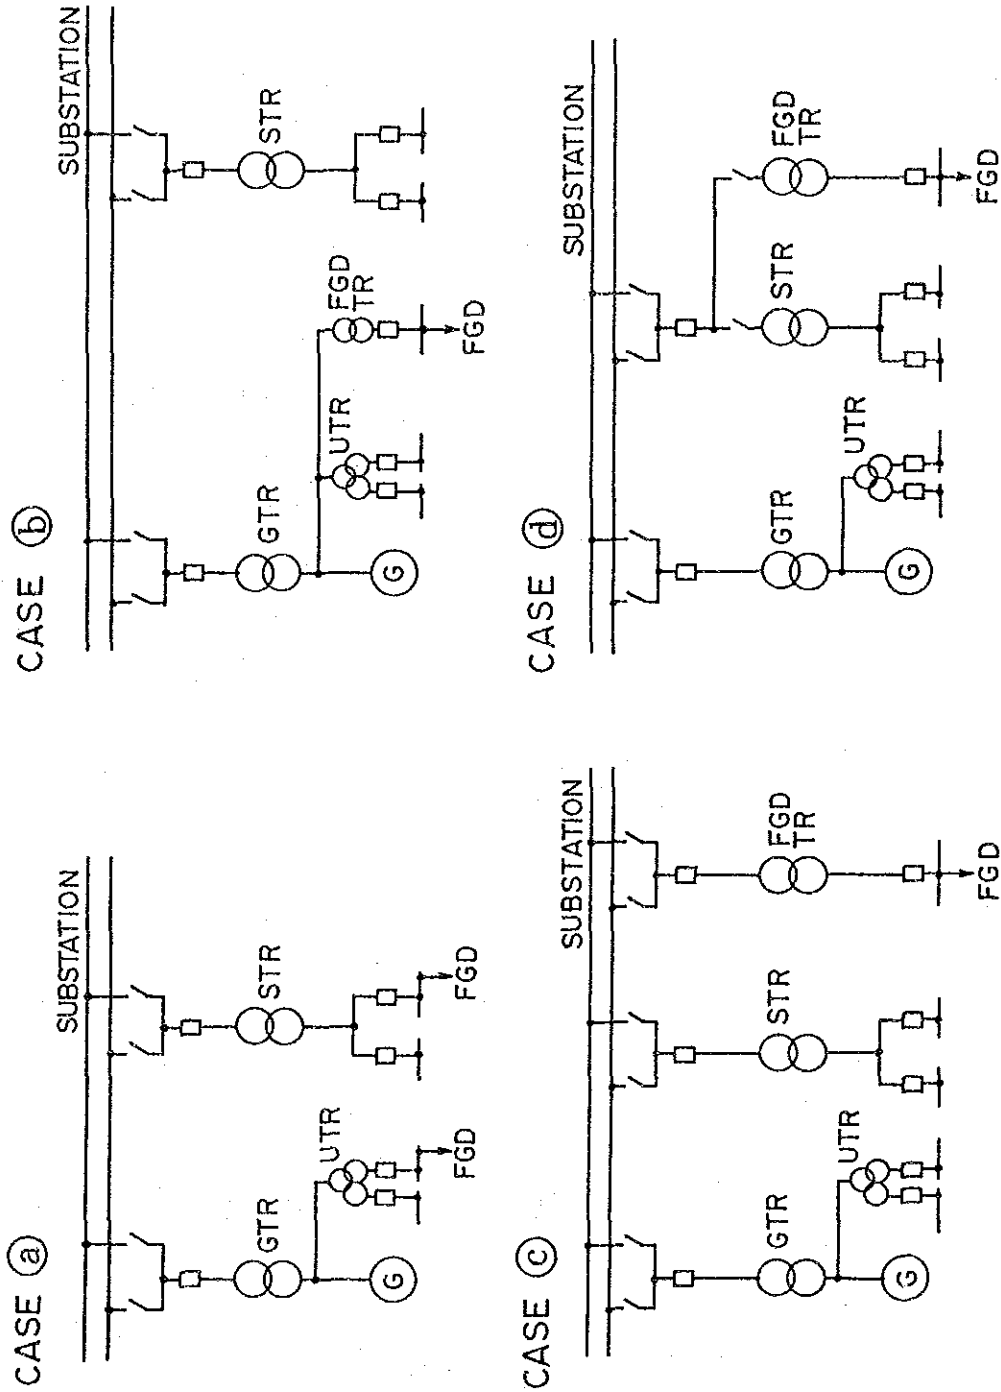 CASE ⓐ
SUBSTATION
GTR
UTR
STR
G
FGD
FGD
CASE ⓑ
SUBSTATION
GTR
UTR
FGD
TR
STR
G
FGD
CASE ⓒ
SUBSTATION
GTR
UTR
STR
FGD
TR
G
FGD
CASE ⓓ
SUBSTATION
GTR
UTR
STR
FGD
TR
G
FGD